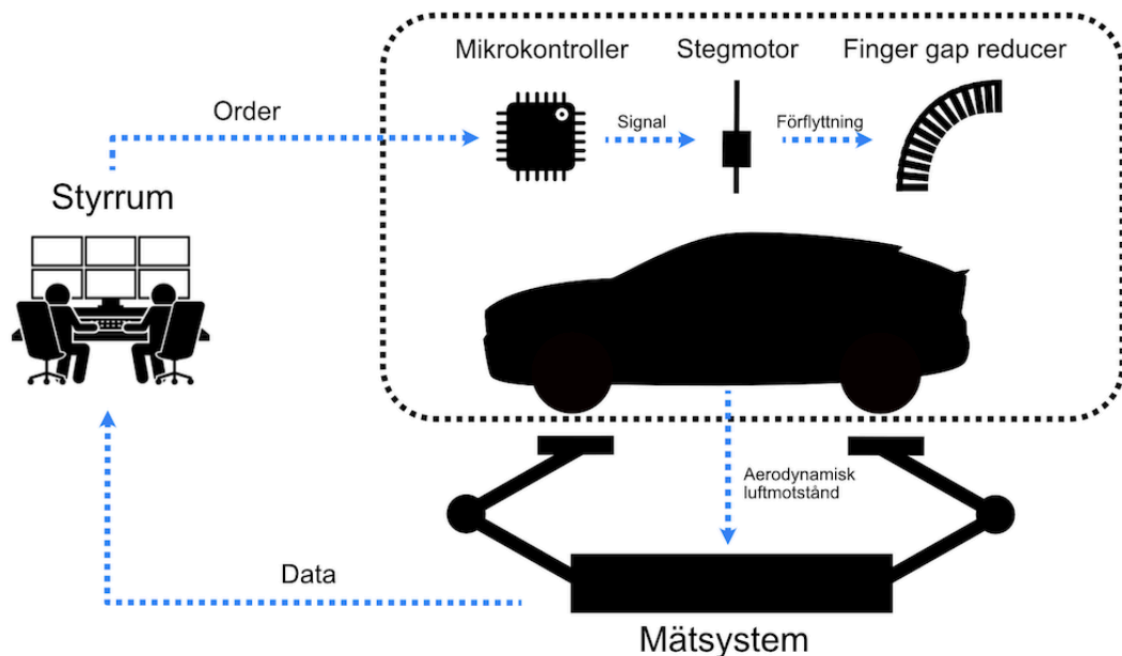 Mikrokontroller
Stegmotor
Finger gap reducer
Order
Signal
Förflyttning
Styrrum
Aerodynamisk
luftmotstånd
Data
Mätsystem